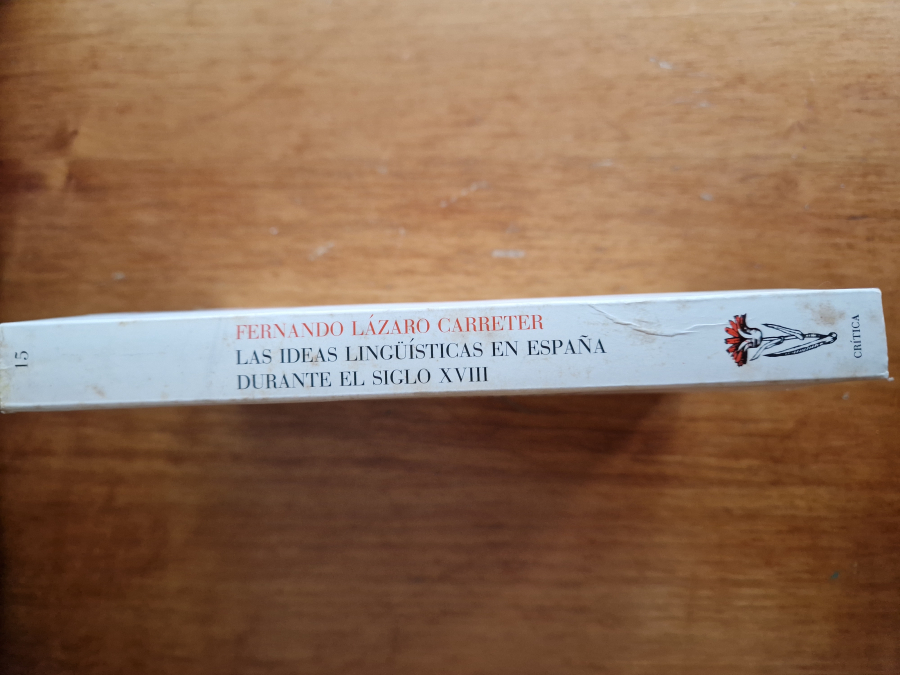 15
FERNANDO LÁZARO CARRETER
LAS IDEAS LINGÜÍSTICAS EN ESPAÑA
DURANTE EL SIGLO XVIII
CRÍTICA